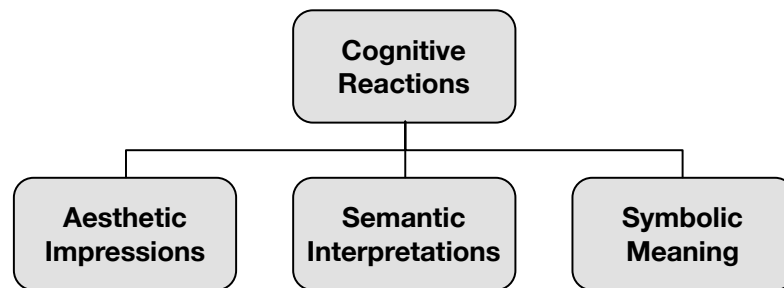 Cognitive
Reactions
Aesthetic
Impressions
Semantic
Interpretations
Symbolic
Meaning